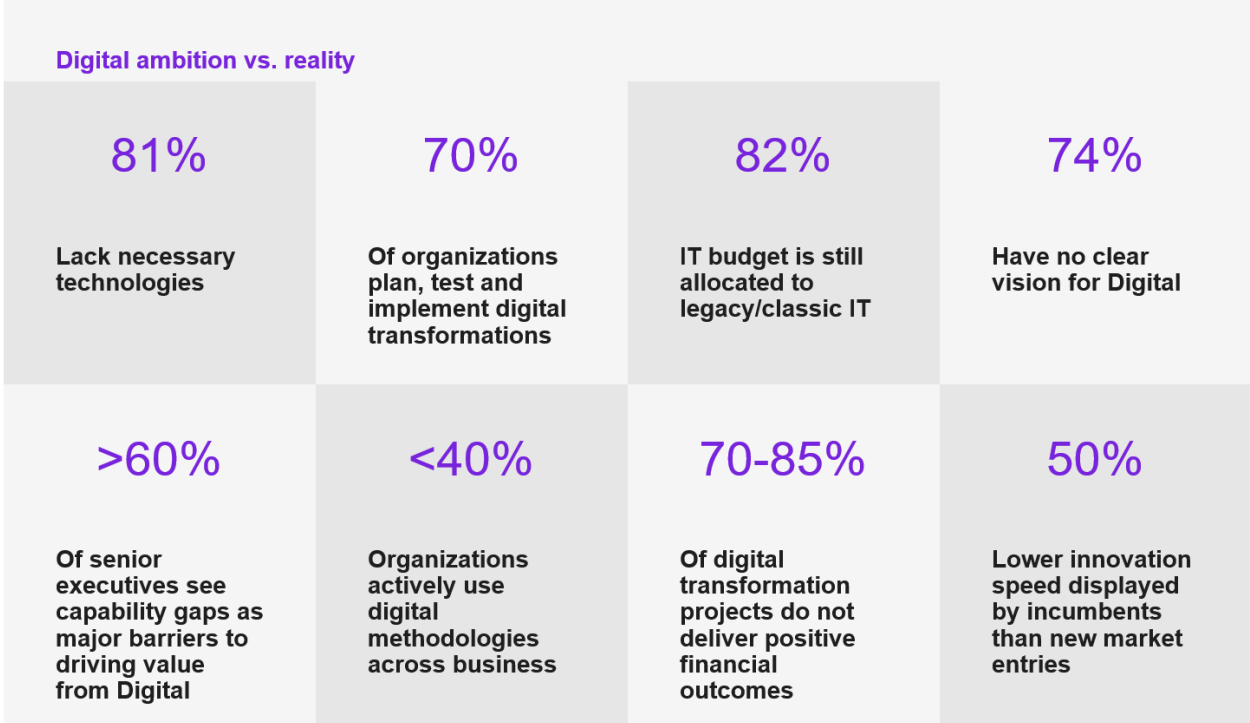 Digital ambition vs. reality
81%
Lack necessary
technologies
70%
Of organizations
plan, test and
implement digital
transformations
82%
IT budget is still
allocated to
legacy/classic IT
74%
Have no clear
vision for Digital
>60%
Of senior
executives see
capability gaps as
major barriers to
driving value
from Digital
<40%
Organizations
actively use
digital
methodologies
across business
70-85%
Of digital
transformation
projects do not
deliver positive
financial
outcomes
50%
Lower innovation
speed displayed
by incumbents
than new market
entries